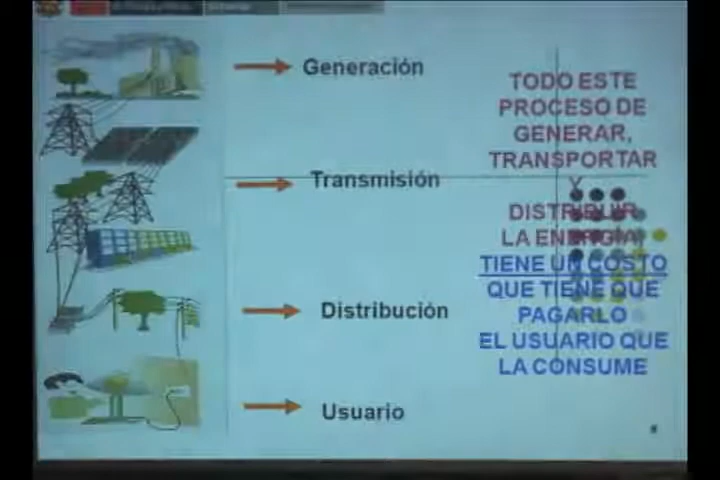 Generación
Transmisión
Distribución
Usuario
TODO ESTE
PROCESO DE
GENERAR,
TRANSPORTAR
Y
DISTRIBUIR
LA ENERGIA
TIENE UN COSTO
QUE TIENE QUE
PAGARLO
EL USUARIO QUE
LA CONSUME